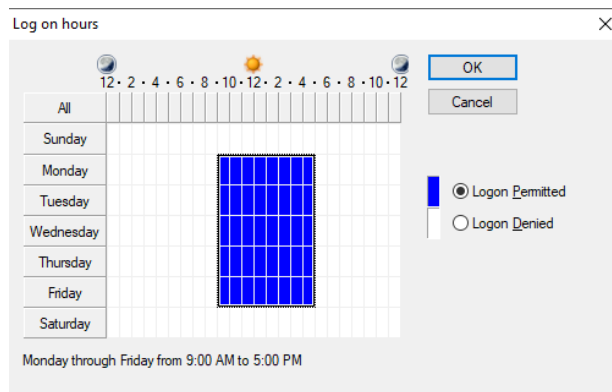 Log on hours
OK
12 · 2 · 4 · 6 · 8 · 10 · 12 · 2 · 4 · 6 · 8 · 10 · 12
Cancel
All
Sunday
Monday
Tuesday
Wednesday
Thursday
Friday
Saturday
Logon Permitted
Logon Denied
Monday through Friday from 9:00 AM to 5:00 PM